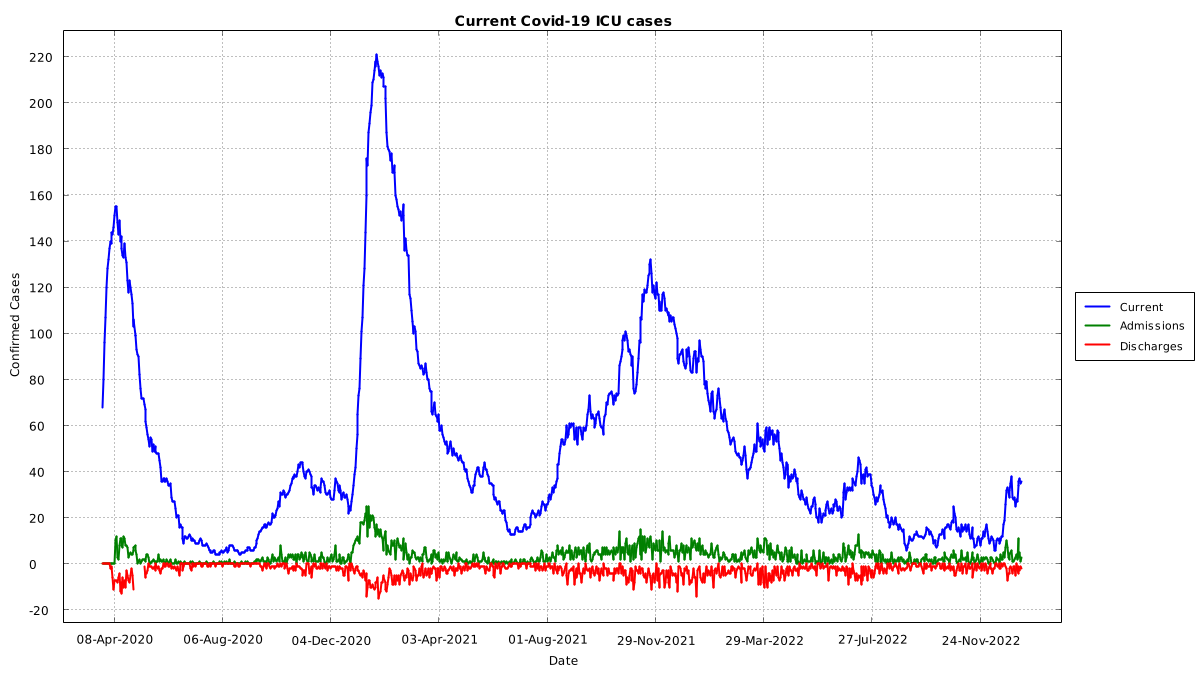 Current Covid-19 ICU cases
220
200
180
160
140
120
100
80
60
40
20
0
-20
Confirmed Cases
08-Apr-2020 06-Aug-2020 04-Dec-2020 03-Apr-2021 01-Aug-2021 29-Nov-2021 29-Mar-2022 27-Jul-2022 24-Nov-2022
Date
Current
Admissions
Discharges